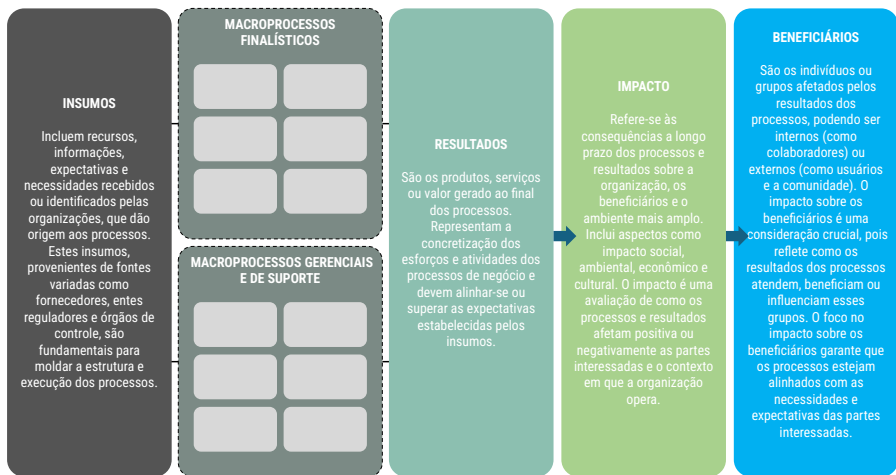 INSUMOS
Incluem recursos,
informações,
expectativas e
necessidades recebidos
ou identificados pelas
organizações, que dão
origem aos processos.
Estes insumos,
provenientes de fontes
variadas como
fornecedores, entes
reguladores e órgãos de
controle, são
fundamentais para
moldar a estrutura e
execução dos processos.
MACROPROCESSOS
FINALÍSTICOS
MACROPROCESSOS GERENCIAIS
E DE SUPORTE
RESULTADOS
São os produtos, serviços
ou valor gerado ao final
dos processos.
Representam a
concretização dos
esforços e atividades dos
processos de negócio e
devem alinhar-se ou
superar as expectativas
estabelecidas pelos
insumos.
IMPACTO
Refere-se às
consequências a longo
prazo dos processos e
resultados sobre a
organização, os
beneficiários e o
ambiente mais amplo.
Inclui aspectos como
impacto social,
ambiental, econômico e
cultural. O impacto é uma
avaliação de como os
processos e resultados
afetam positiva ou
negativamente as partes
interessadas e o contexto
em que a organização
opera.
BENEFICIÁRIOS
São os indivíduos ou
grupos afetados pelos
resultados dos
processos, podendo ser
internos (como
colaboradores) ou
externos (como usuários
e a comunidade). O
impacto sobre os
beneficiários é uma
consideração crucial, pois
reflete como os
resultados dos processos
atendem, beneficiam ou
influenciam esses
grupos. O foco no
impacto sobre os
beneficiários garante que
os processos estejam
alinhados com as
necessidades e
expectativas das partes
interessadas.